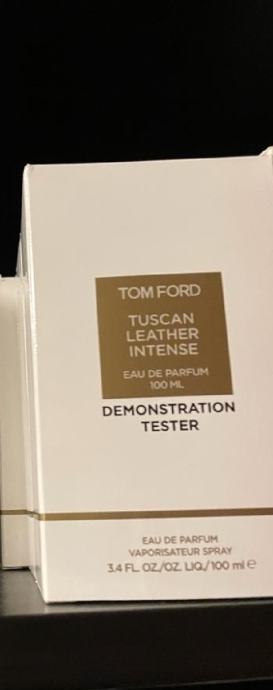 TOM FORD
TUSCAN
LEATHER
INTENSE
EAU DE PARFUM
100 ML
DEMONSTRATION
TESTER
EAU DE PARFUM
VAPORISATEUR SPRAY
3.4 FL. OZ./OZ. LIQ./100 ml ℮